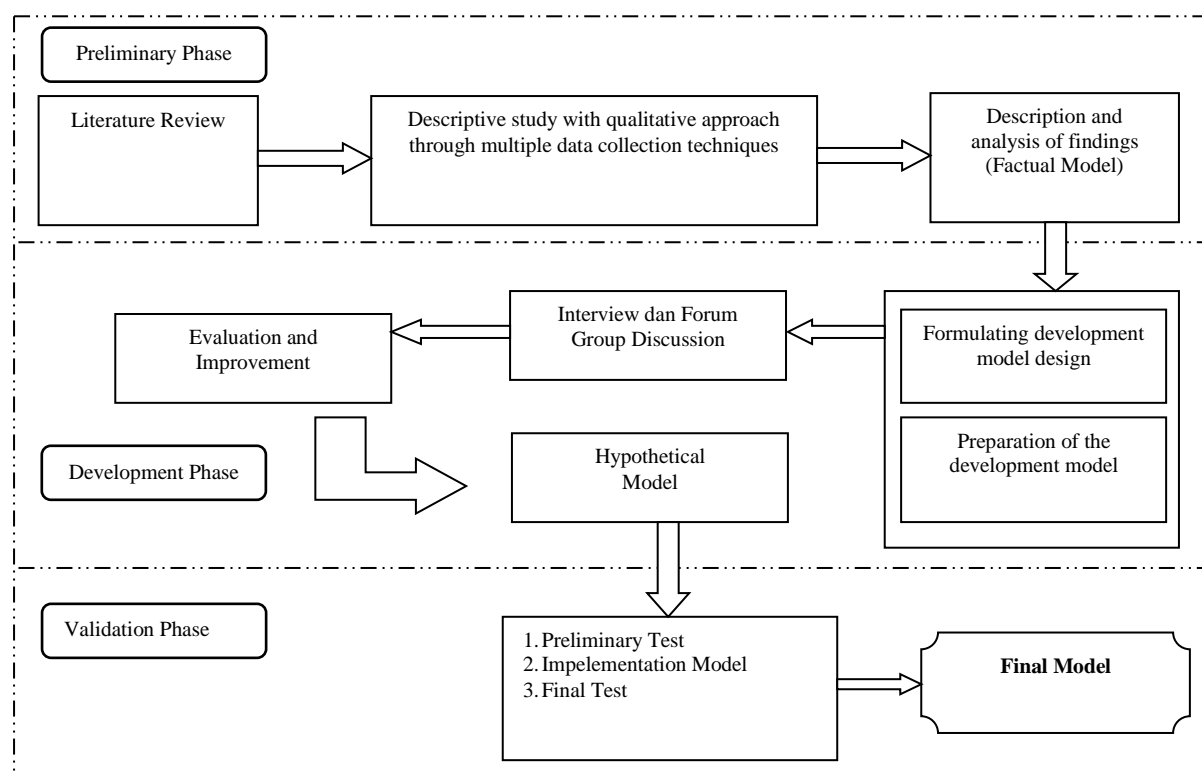 Preliminary Phase
Literature Review
Descriptive study with qualitative approach
through multiple data collection techniques
Description and
analysis of findings
(Factual Model)
Formulating development
model design
Preparation of the
development model
Interview dan Forum
Group Discussion
Evaluation and
Improvement
Development Phase
Hypothetical
Model
Validation Phase
1. Preliminary Test
2. Impelementation Model
3. Final Test
Final Model